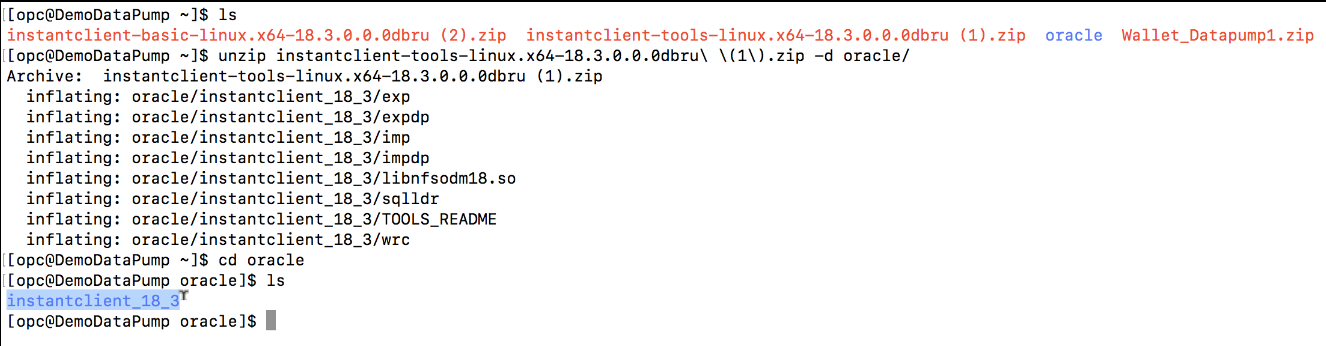 [opc@DemoDataPump ~]$ ls
instantclient-basic-linux.x64-18.3.0.0.0dbru (2).zip  instantclient-tools-linux.x64-18.3.0.0.0dbru (1).zip  oracle  Wallet_Datapump1.zip
[opc@DemoDataPump ~]$ unzip instantclient-tools-linux.x64-18.3.0.0.0dbru\ \(1\).zip -d oracle/
Archive:  instantclient-tools-linux.x64-18.3.0.0.0dbru (1).zip
  inflating: oracle/instantclient_18_3/exp
  inflating: oracle/instantclient_18_3/expdp
  inflating: oracle/instantclient_18_3/imp
  inflating: oracle/instantclient_18_3/impdp
  inflating: oracle/instantclient_18_3/libnfsodm18.so
  inflating: oracle/instantclient_18_3/sqlldr
  inflating: oracle/instantclient_18_3/TOOLS_README
  inflating: oracle/instantclient_18_3/wrc
[opc@DemoDataPump ~]$ cd oracle
[opc@DemoDataPump oracle]$ ls
instantclient_18_3
[opc@DemoDataPump oracle]$